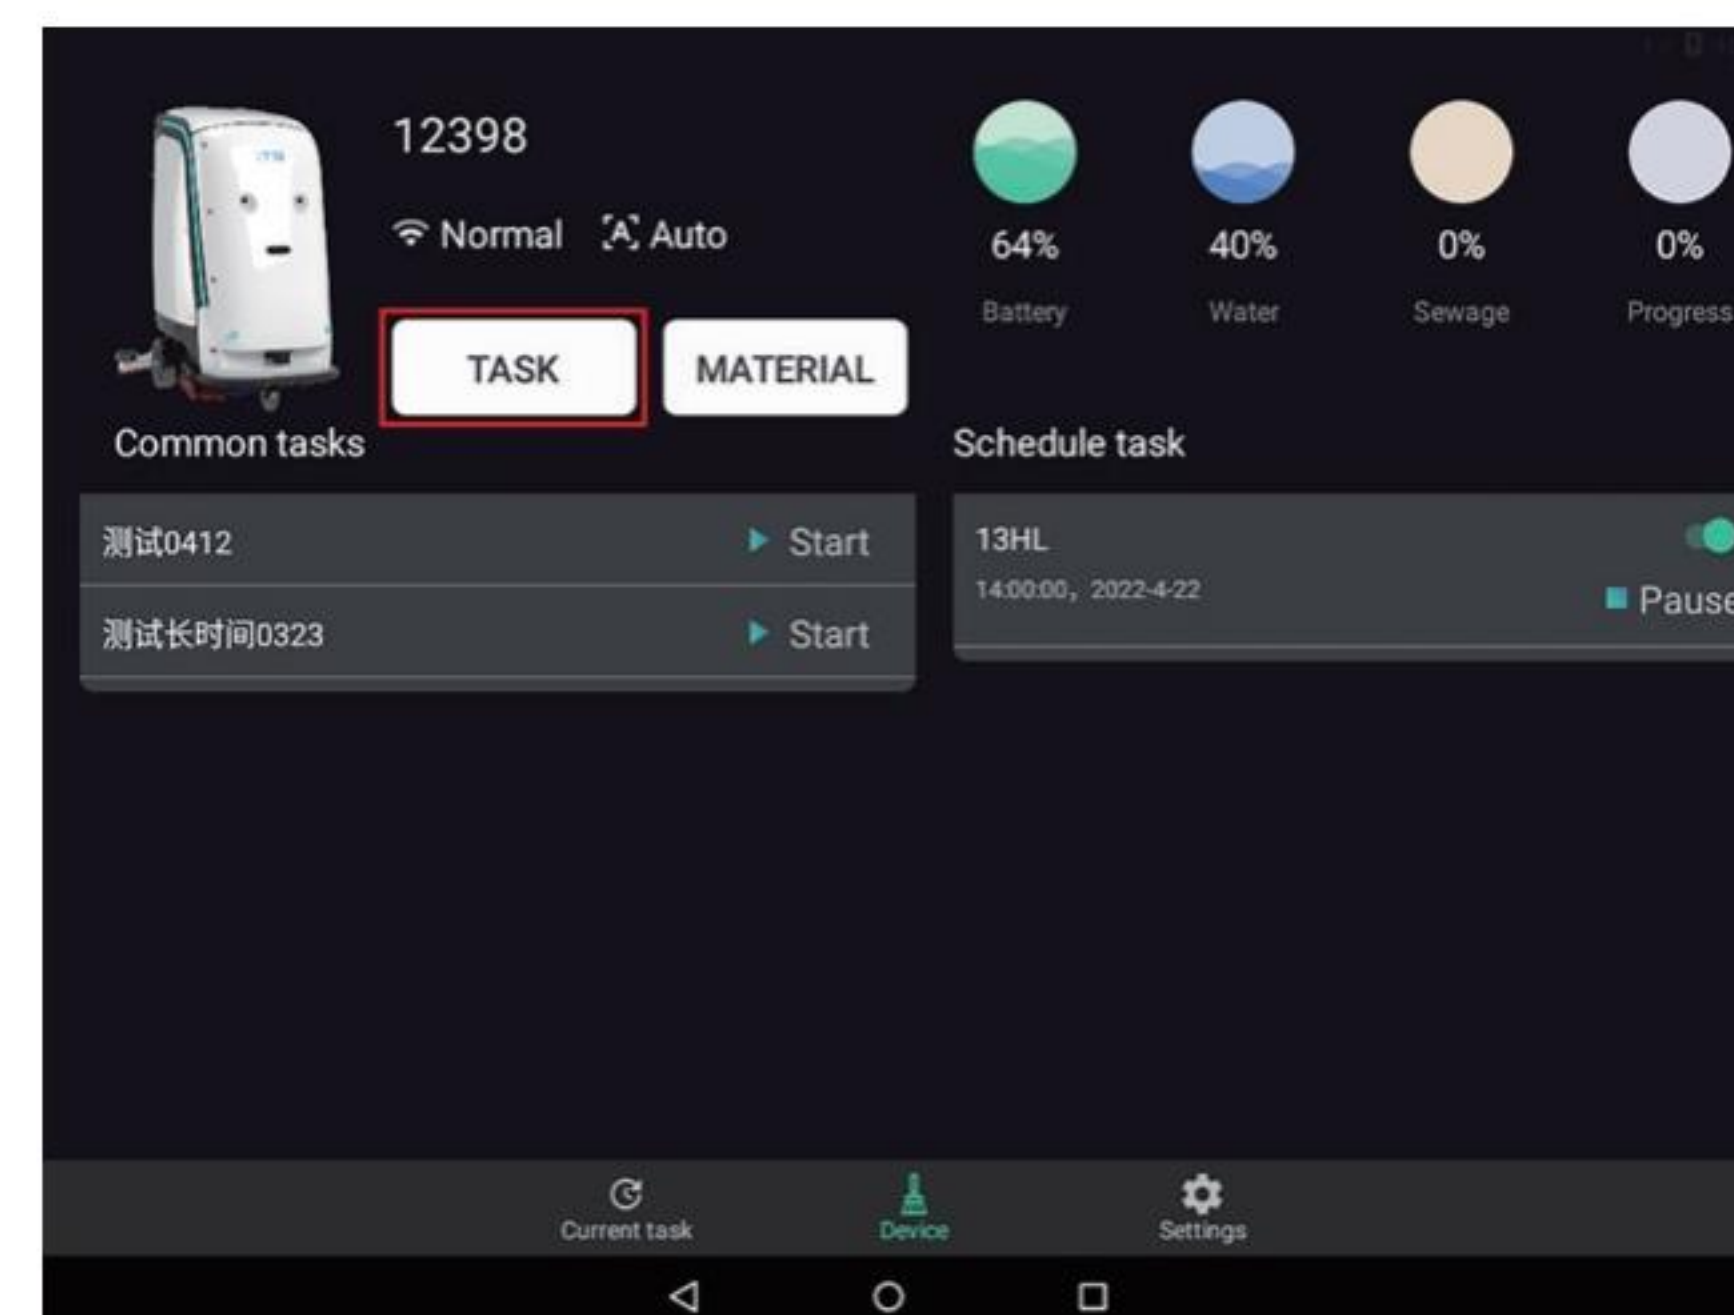 12398
Normal
Auto
TASK
MATERIAL
64%
Battery
40%
Water
0%
Sewage
0%
Progress
Common tasks
测试0412
Start
测试长时间0323
Start
Schedule task
13HL
14:00:00，2022-4-22
Pause
Current task
Device
Settings